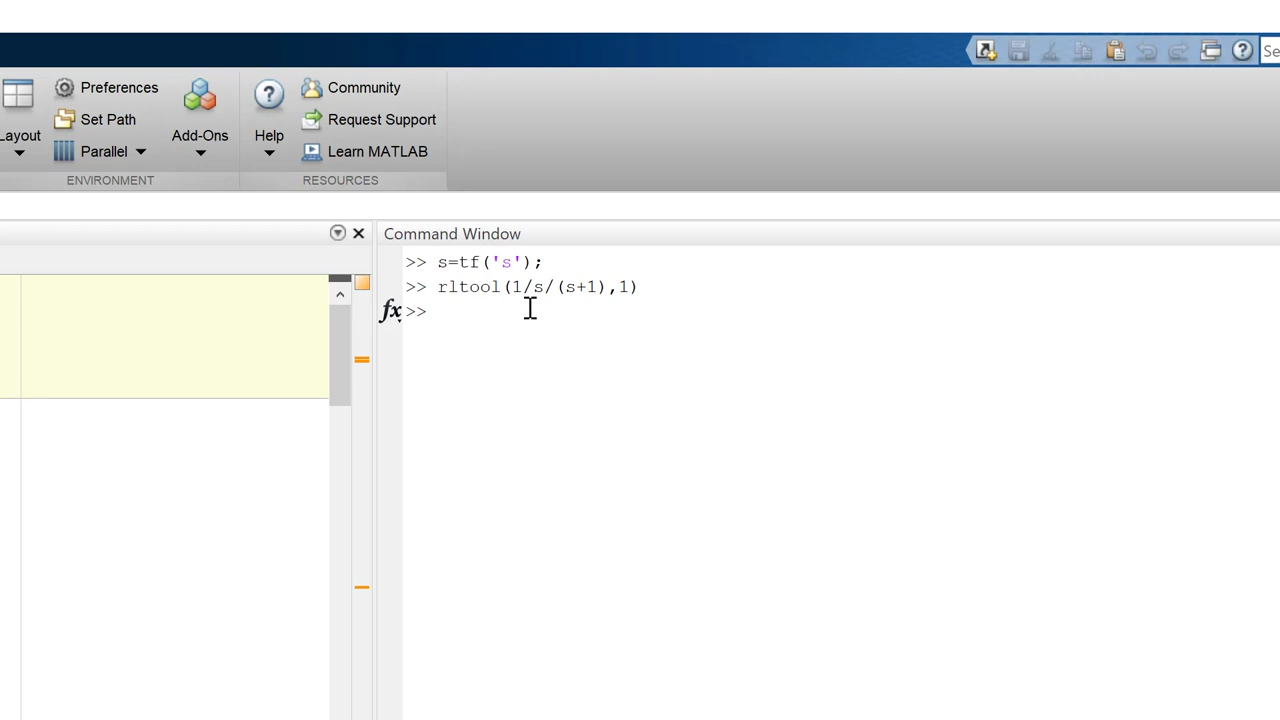 Se
Preferences
Community
Set Path
Request Support
Layout
Add-Ons
Help
Parallel
Learn MATLAB
ENVIRONMENT
RESOURCES
Command Window
>> s=tf('s');
>> rltool(1/s/(s+1),1)
fx >>